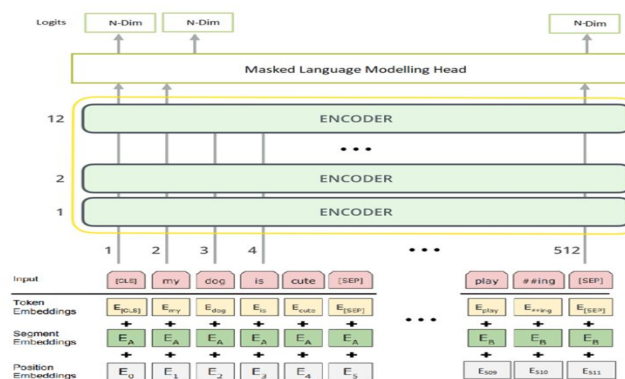 Logits N-Dim N-Dim N-Dim
Masked Language Modelling Head
12 ENCODER
•••
2 ENCODER
1 ENCODER
1 2 3 4 ••• 512
Input [CLS] my dog is cute [SEP] play ##ing [SEP]
Token Embeddings E[CLS] Emy Edog Eis Ecute E[SEP] Eplay E##ing E[SEP]
+ + + + + + ••• + + +
Segment Embeddings EA EA EA EA EA EA EB EB EB
+ + + + + + + + +
Position Embeddings E0 E1 E2 E3 E4 E5 E509 E510 E511